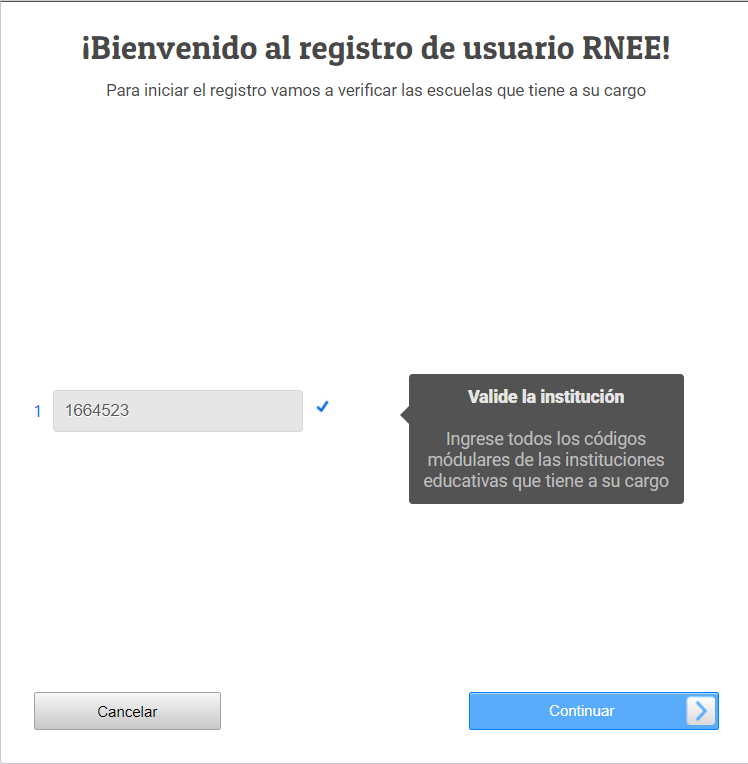 ¡Bienvenido al registro de usuario RNEE!
Para iniciar el registro vamos a verificar las escuelas que tiene a su cargo
1 1664523
Valide la institución
Ingrese todos los códigos
módulares de las instituciones
educativas que tiene a su cargo
Cancelar
Continuar